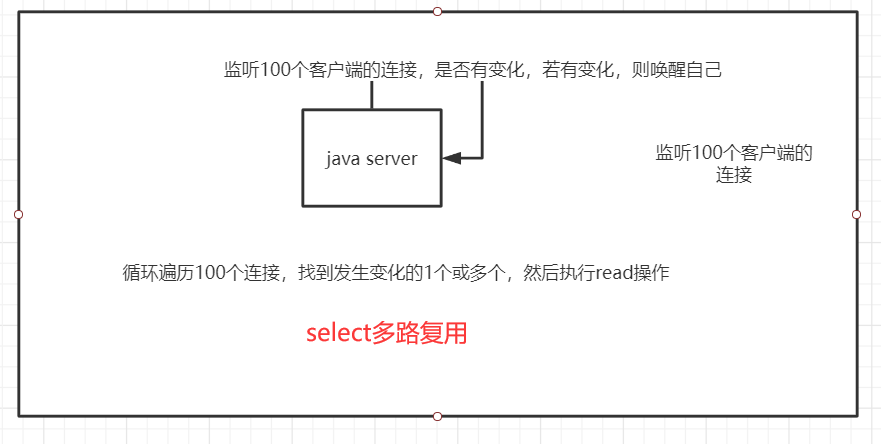 监听100个客户端的连接，是否有变化，若有变化，则唤醒自己
java server
监听100个客户端的
连接
循环遍历100个连接，找到发生变化的1个或多个，然后执行read操作
select多路复用